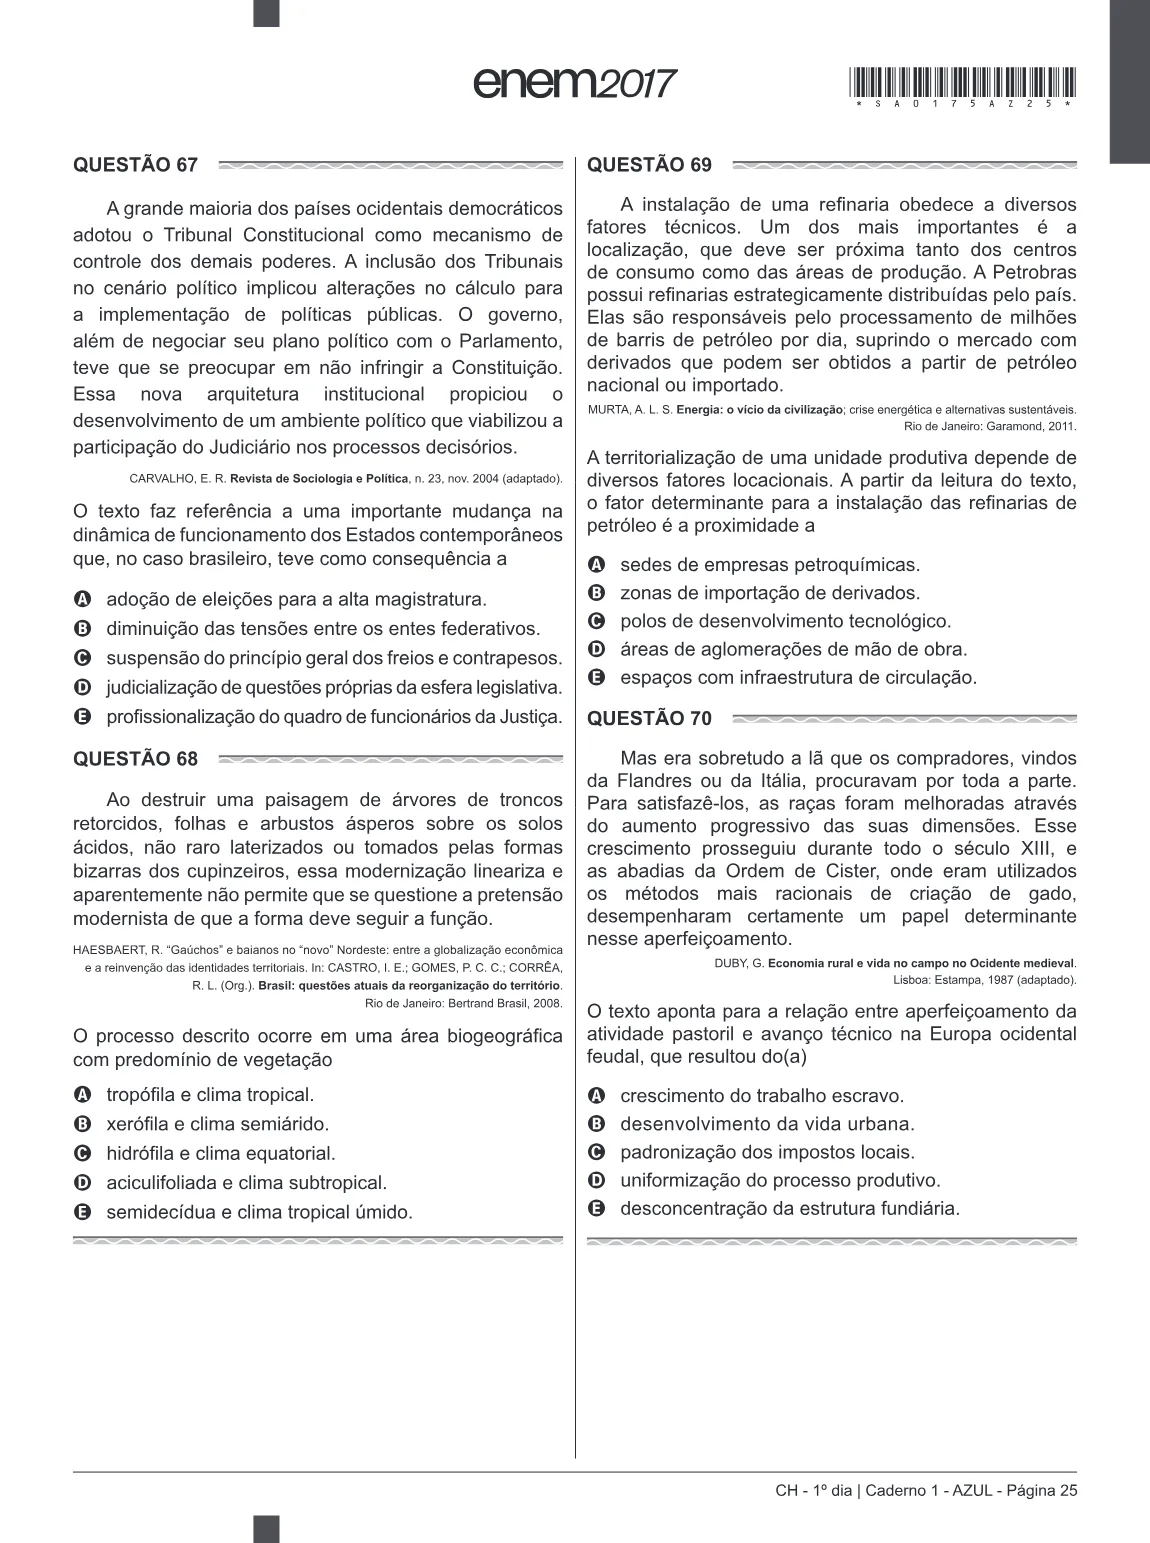 enem2017
*SA0175AZ25*
QUESTÃO 67
A grande maioria dos países ocidentais democráticos
adotou o Tribunal Constitucional como mecanismo de
controle dos demais poderes. A inclusão dos Tribunais
no cenário político implicou alterações no cálculo para
a implementação de políticas públicas. O governo,
além de negociar seu plano político com o Parlamento,
teve que se preocupar em não infringir a Constituição.
Essa nova arquitetura institucional propiciou o
desenvolvimento de um ambiente político que viabilizou a
participação do Judiciário nos processos decisórios.
CARVALHO, E. R. Revista de Sociologia e Política, n. 23, nov. 2004 (adaptado).
O texto faz referência a uma importante mudança na
dinâmica de funcionamento dos Estados contemporâneos
que, no caso brasileiro, teve como consequência a
A adoção de eleições para a alta magistratura.
B diminuição das tensões entre os entes federativos.
C suspensão do princípio geral dos freios e contrapesos.
D judicialização de questões próprias da esfera legislativa.
E profissionalização do quadro de funcionários da Justiça.
QUESTÃO 68
Ao destruir uma paisagem de árvores de troncos
retorcidos, folhas e arbustos ásperos sobre os solos
ácidos, não raro laterizados ou tomados pelas formas
bizarras dos cupinzeiros, essa modernização lineariza e
aparentemente não permite que se questione a pretensão
modernista de que a forma deve seguir a função.
HAESBAERT, R. “Gaúchos” e baianos no “novo” Nordeste: entre a globalização econômica
e a reinvenção das identidades territoriais. In: CASTRO, I. E.; GOMES, P. C. C.; CORRÊA,
R. L. (Org.). Brasil: questões atuais da reorganização do território.
Rio de Janeiro: Bertrand Brasil, 2008.
O processo descrito ocorre em uma área biogeográfica
com predomínio de vegetação
A tropófila e clima tropical.
B xerófila e clima semiárido.
C hidrófila e clima equatorial.
D aciculifoliada e clima subtropical.
E semidecídua e clima tropical úmido.
QUESTÃO 69
A instalação de uma refinaria obedece a diversos
fatores técnicos. Um dos mais importantes é a
localização, que deve ser próxima tanto dos centros
de consumo como das áreas de produção. A Petrobras
possui refinarias estrategicamente distribuídas pelo país.
Elas são responsáveis pelo processamento de milhões
de barris de petróleo por dia, suprindo o mercado com
derivados que podem ser obtidos a partir de petróleo
nacional ou importado.
MURTA, A. L. S. Energia: o vício da civilização; crise energética e alternativas sustentáveis.
Rio de Janeiro: Garamond, 2011.
A territorialização de uma unidade produtiva depende de
diversos fatores locacionais. A partir da leitura do texto,
o fator determinante para a instalação das refinarias de
petróleo é a proximidade a
A sedes de empresas petroquímicas.
B zonas de importação de derivados.
C polos de desenvolvimento tecnológico.
D áreas de aglomerações de mão de obra.
E espaços com infraestrutura de circulação.
QUESTÃO 70
Mas era sobretudo a lã que os compradores, vindos
da Flandres ou da Itália, procuravam por toda a parte.
Para satisfazê-los, as raças foram melhoradas através
do aumento progressivo das suas dimensões. Esse
crescimento prosseguiu durante todo o século XIII, e
as abadias da Ordem de Cister, onde eram utilizados
os métodos mais racionais de criação de gado,
desempenharam certamente um papel determinante
nesse aperfeiçoamento.
DUBY, G. Economia rural e vida no campo no Ocidente medieval.
Lisboa: Estampa, 1987 (adaptado).
O texto aponta para a relação entre aperfeiçoamento da
atividade pastoril e avanço técnico na Europa ocidental
feudal, que resultou do(a)
A crescimento do trabalho escravo.
B desenvolvimento da vida urbana.
C padronização dos impostos locais.
D uniformização do processo produtivo.
E desconcentração da estrutura fundiária.
CH - 1º dia | Caderno 1 - AZUL - Página 25